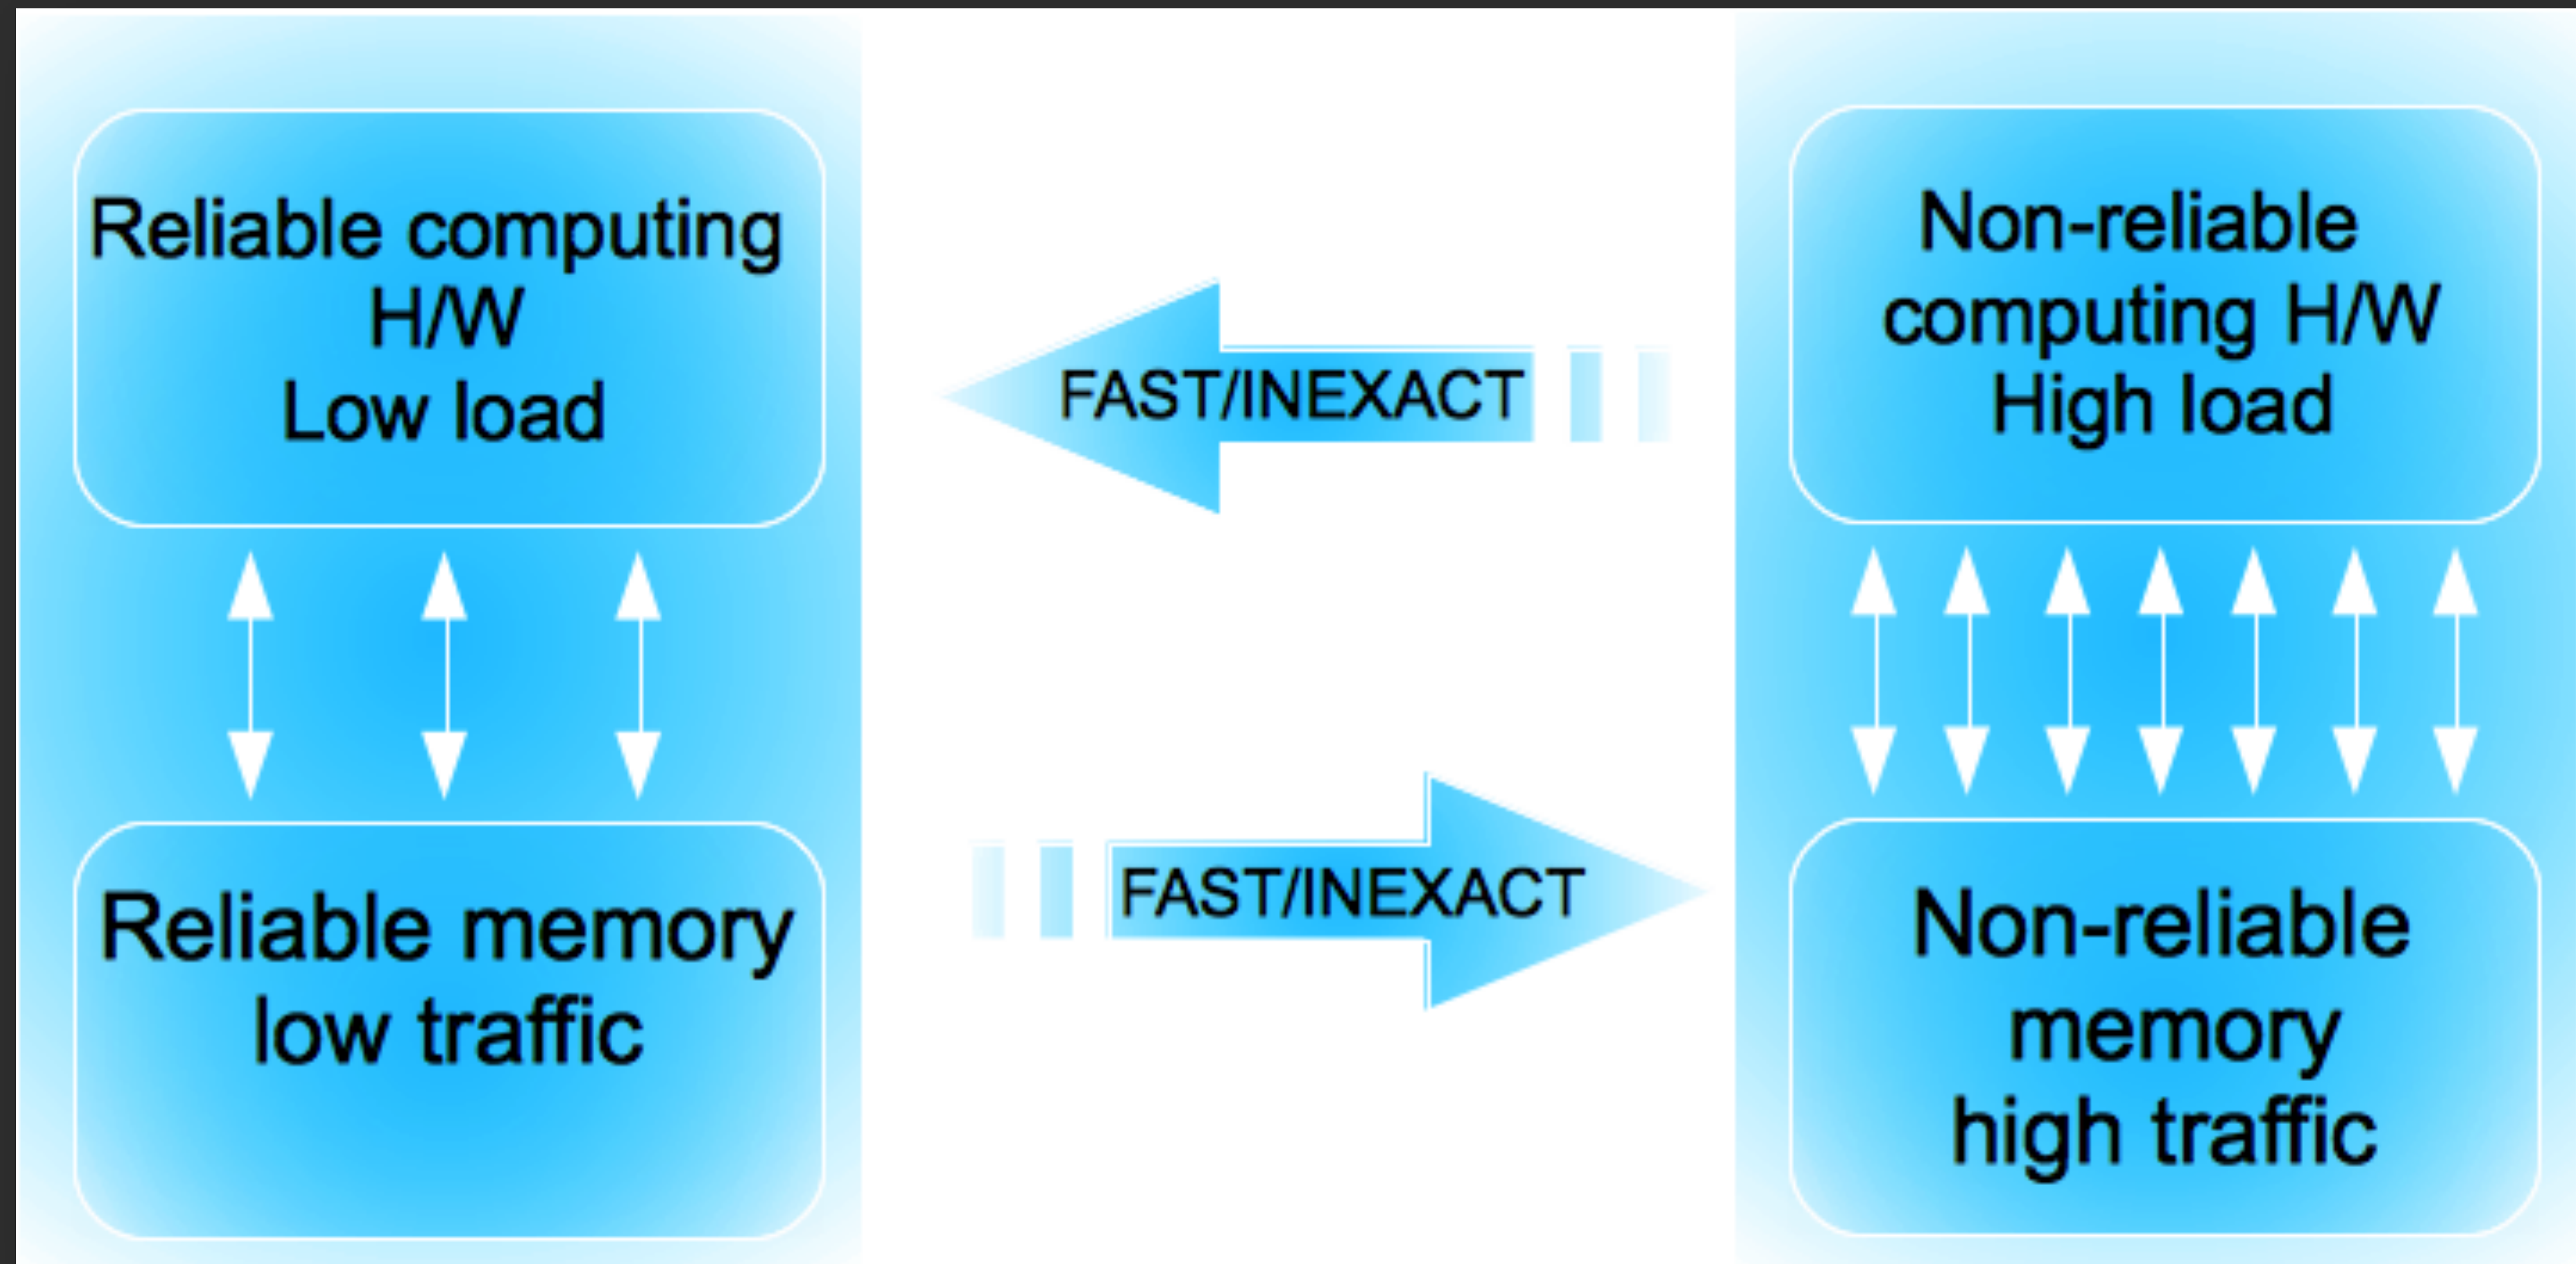 Reliable computing
H/W
Low load
Reliable memory
low traffic
FAST/INEXACT
FAST/INEXACT
Non-reliable
computing H/W
High load
Non-reliable
memory
high traffic